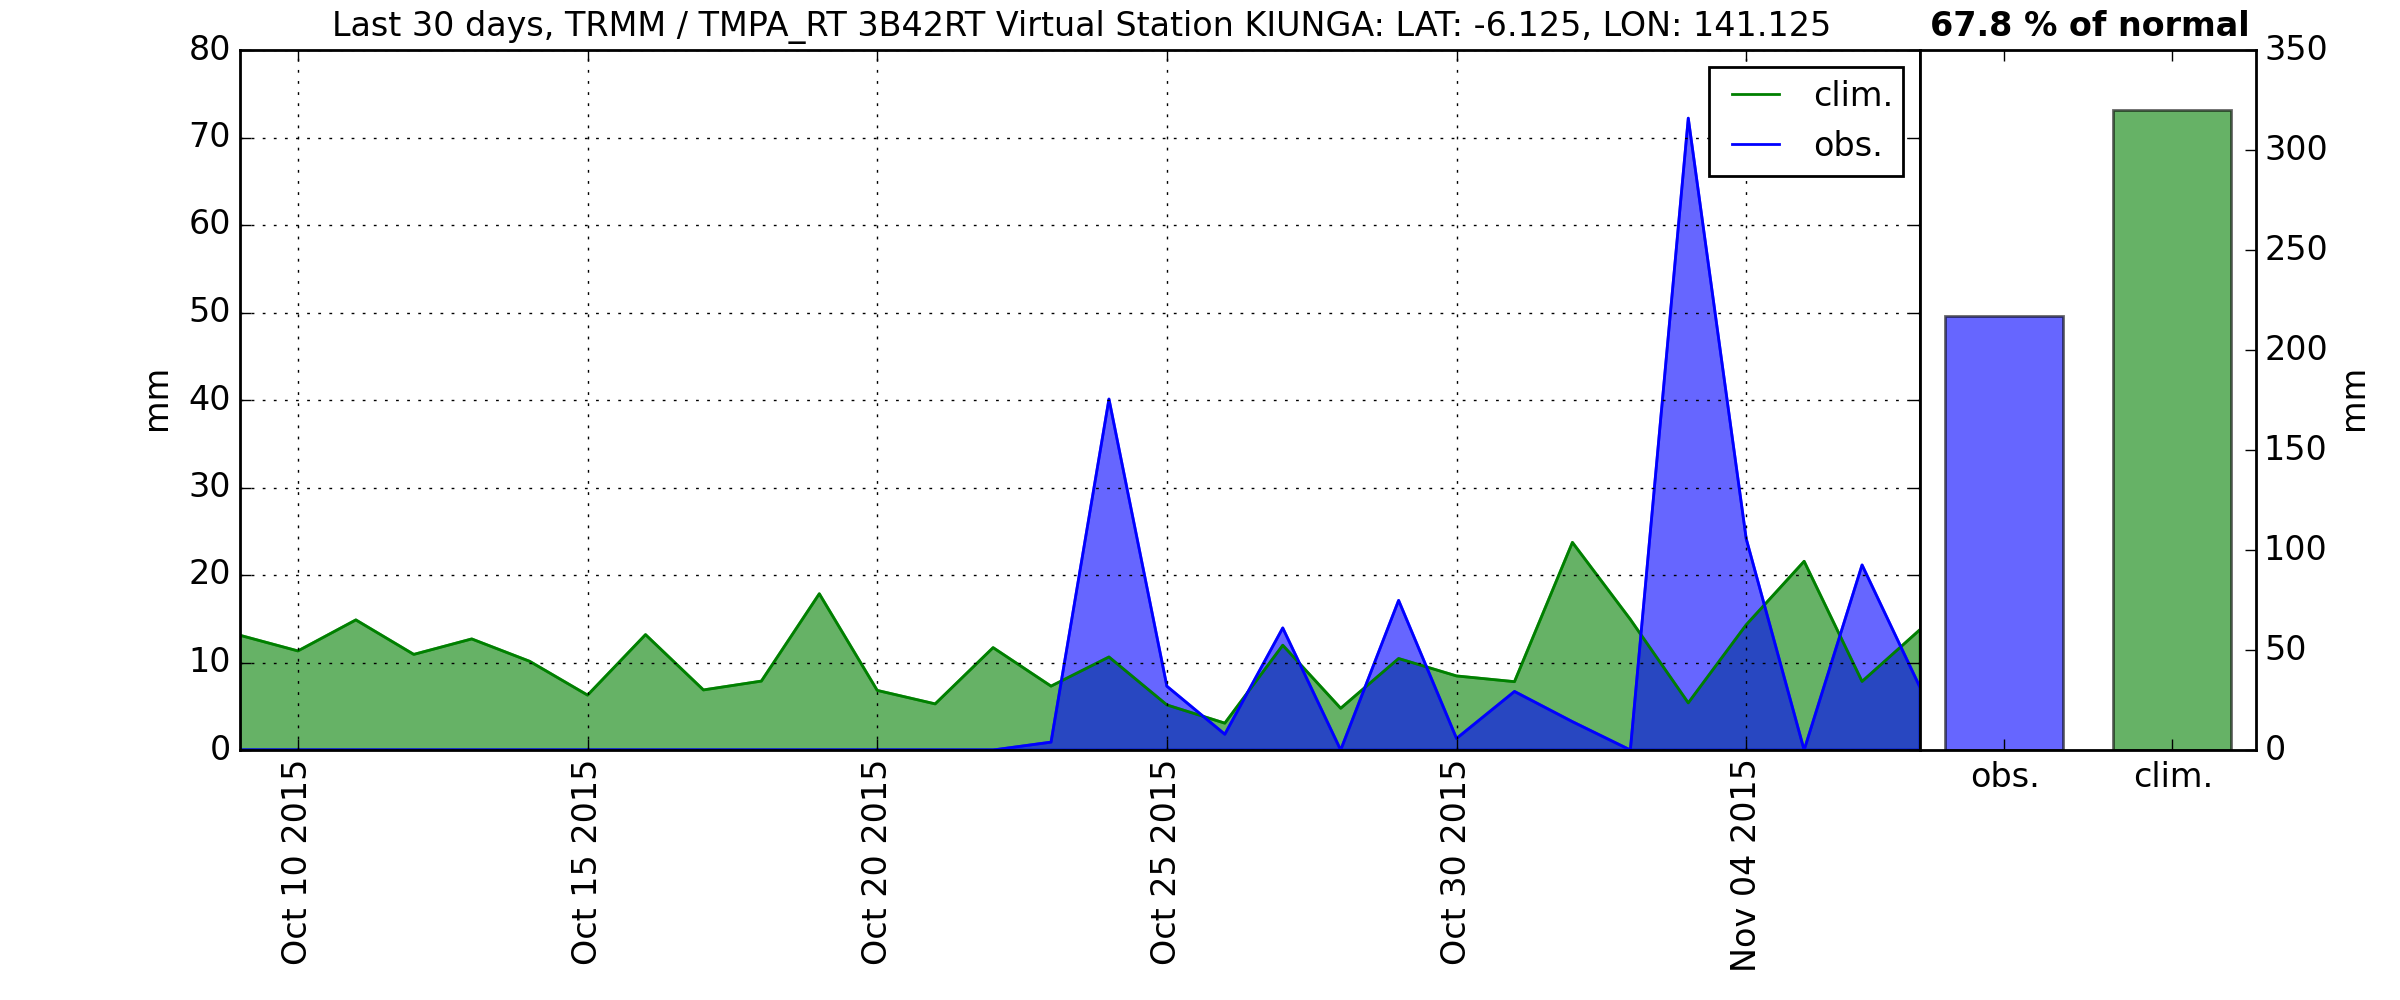 Last 30 days, TRMM / TMPA_RT 3B42RT Virtual Station KIUNGA: LAT: -6.125, LON: 141.125
67.8 % of normal
80
70
60
50
40
30
20
10
0
mm
clim.
obs.
Oct 10 2015
Oct 15 2015
Oct 20 2015
Oct 25 2015
Oct 30 2015
Nov 04 2015
obs.
clim.
350
300
250
200
150
100
50
0
mm